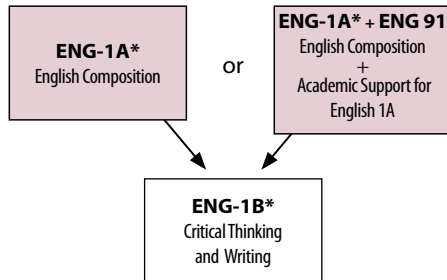 ENG-1A*
English Composition
or
ENG-1A* + ENG 91
English Composition
+
Academic Support for
English 1A
ENG-1B*
Critical Thinking
and Writing